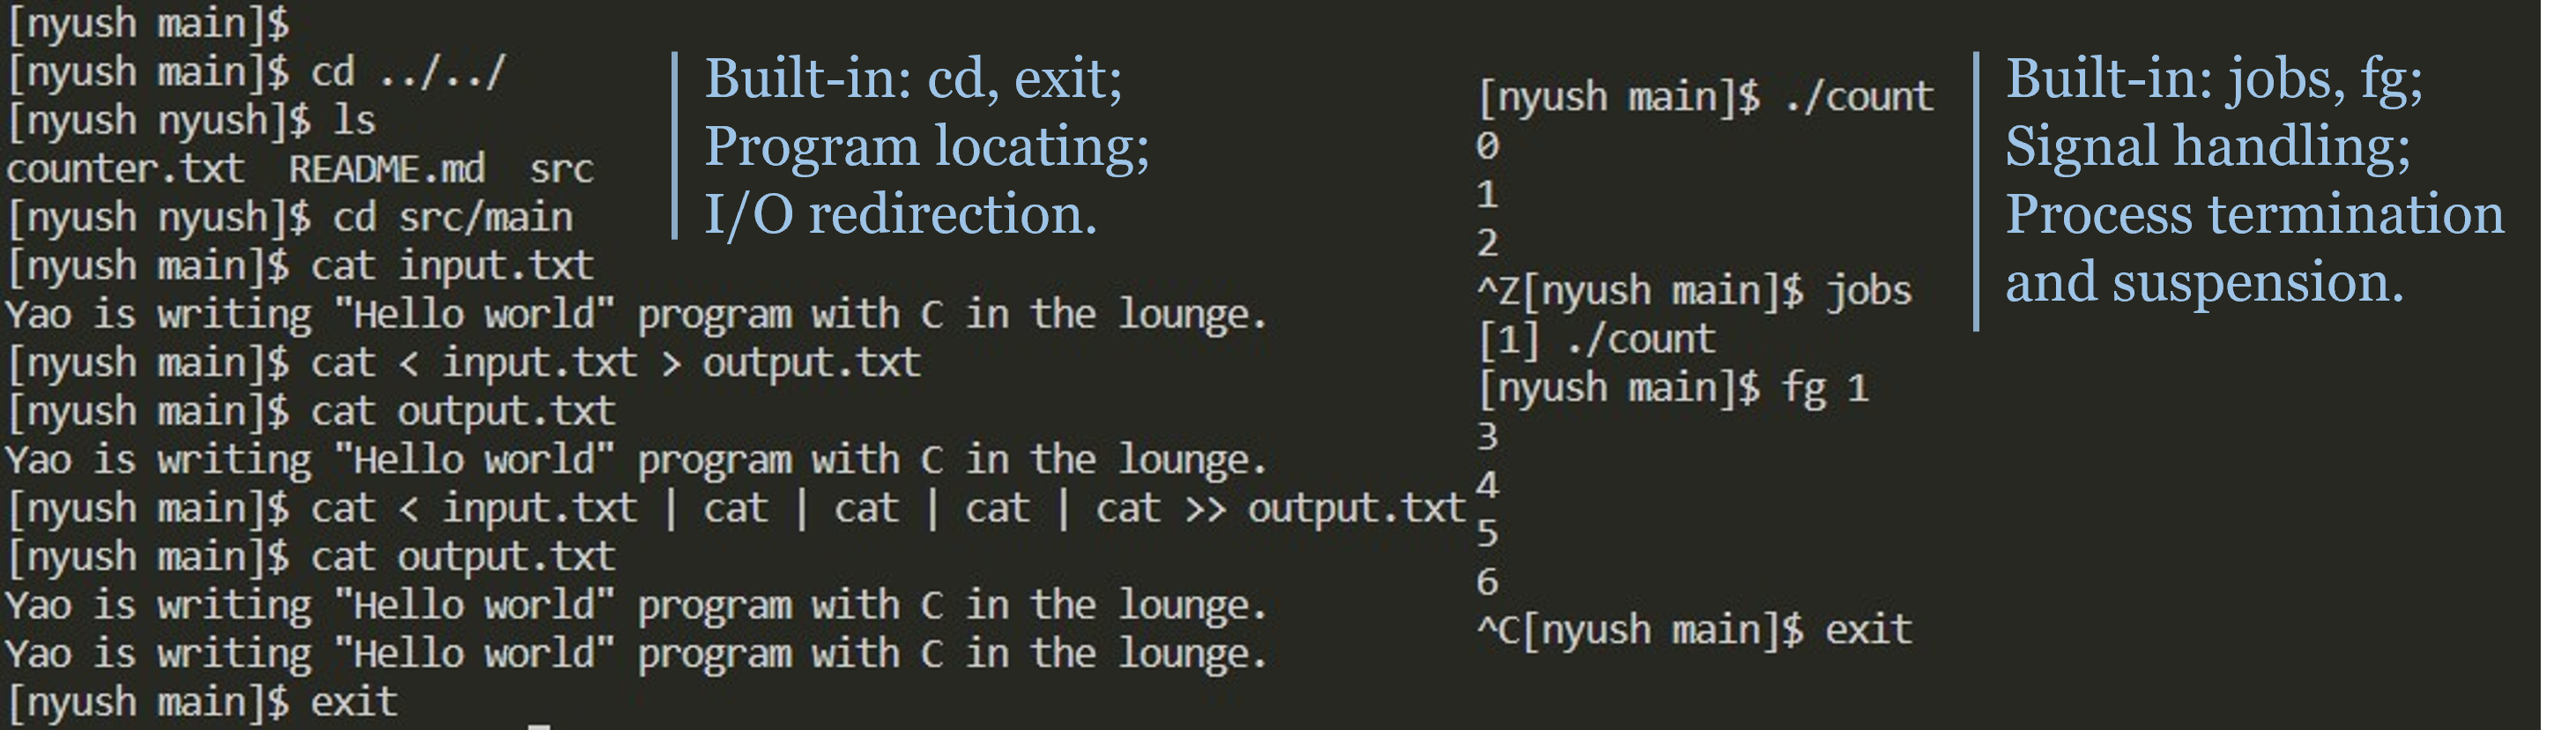 [nyush main]$
[nyush main]$ cd ../../
[nyush nyush]$ ls
counter.txt  README.md  src
[nyush nyush]$ cd src/main
[nyush main]$ cat input.txt
Yao is writing "Hello world" program with C in the lounge.
[nyush main]$ cat < input.txt > output.txt
[nyush main]$ cat output.txt
Yao is writing "Hello world" program with C in the lounge.
[nyush main]$ cat < input.txt | cat | cat | cat | cat >> output.txt
[nyush main]$ cat output.txt
Yao is writing "Hello world" program with C in the lounge.
Yao is writing "Hello world" program with C in the lounge.
[nyush main]$ exit
Built-in: cd, exit;
Program locating;
I/O redirection.
[nyush main]$ ./count
0
1
2
^Z[nyush main]$ jobs
[1] ./count
[nyush main]$ fg 1
3
4
5
6
^C[nyush main]$ exit
Built-in: jobs, fg;
Signal handling;
Process termination
and suspension.